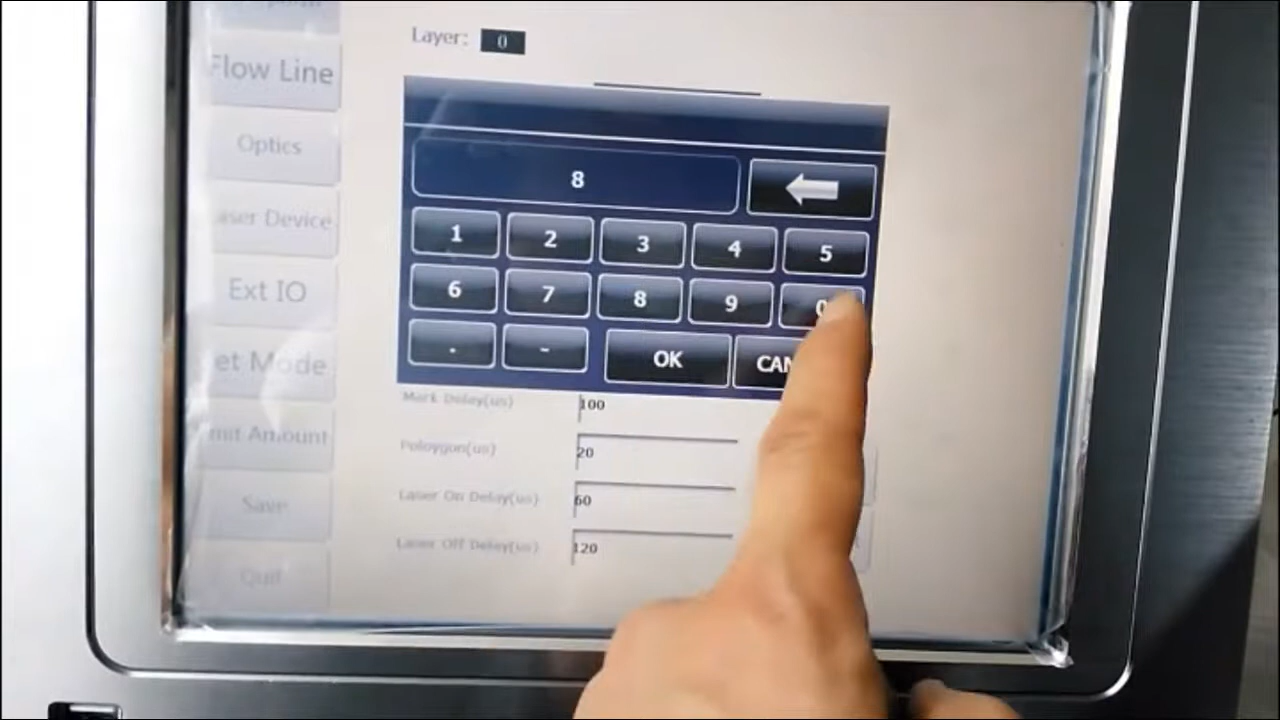 Layer: 0
Flow Line
Optics
aser Device
Ext IO
et Mode
mit Amount
Save
Quit
8
1 2 3 4 5
6 7 8 9 0
. - OK CAN
Mark Delay(us) 100
Poloygon(us) 20
Laser On Delay(us) 60
Laser Off Delay(us) 120